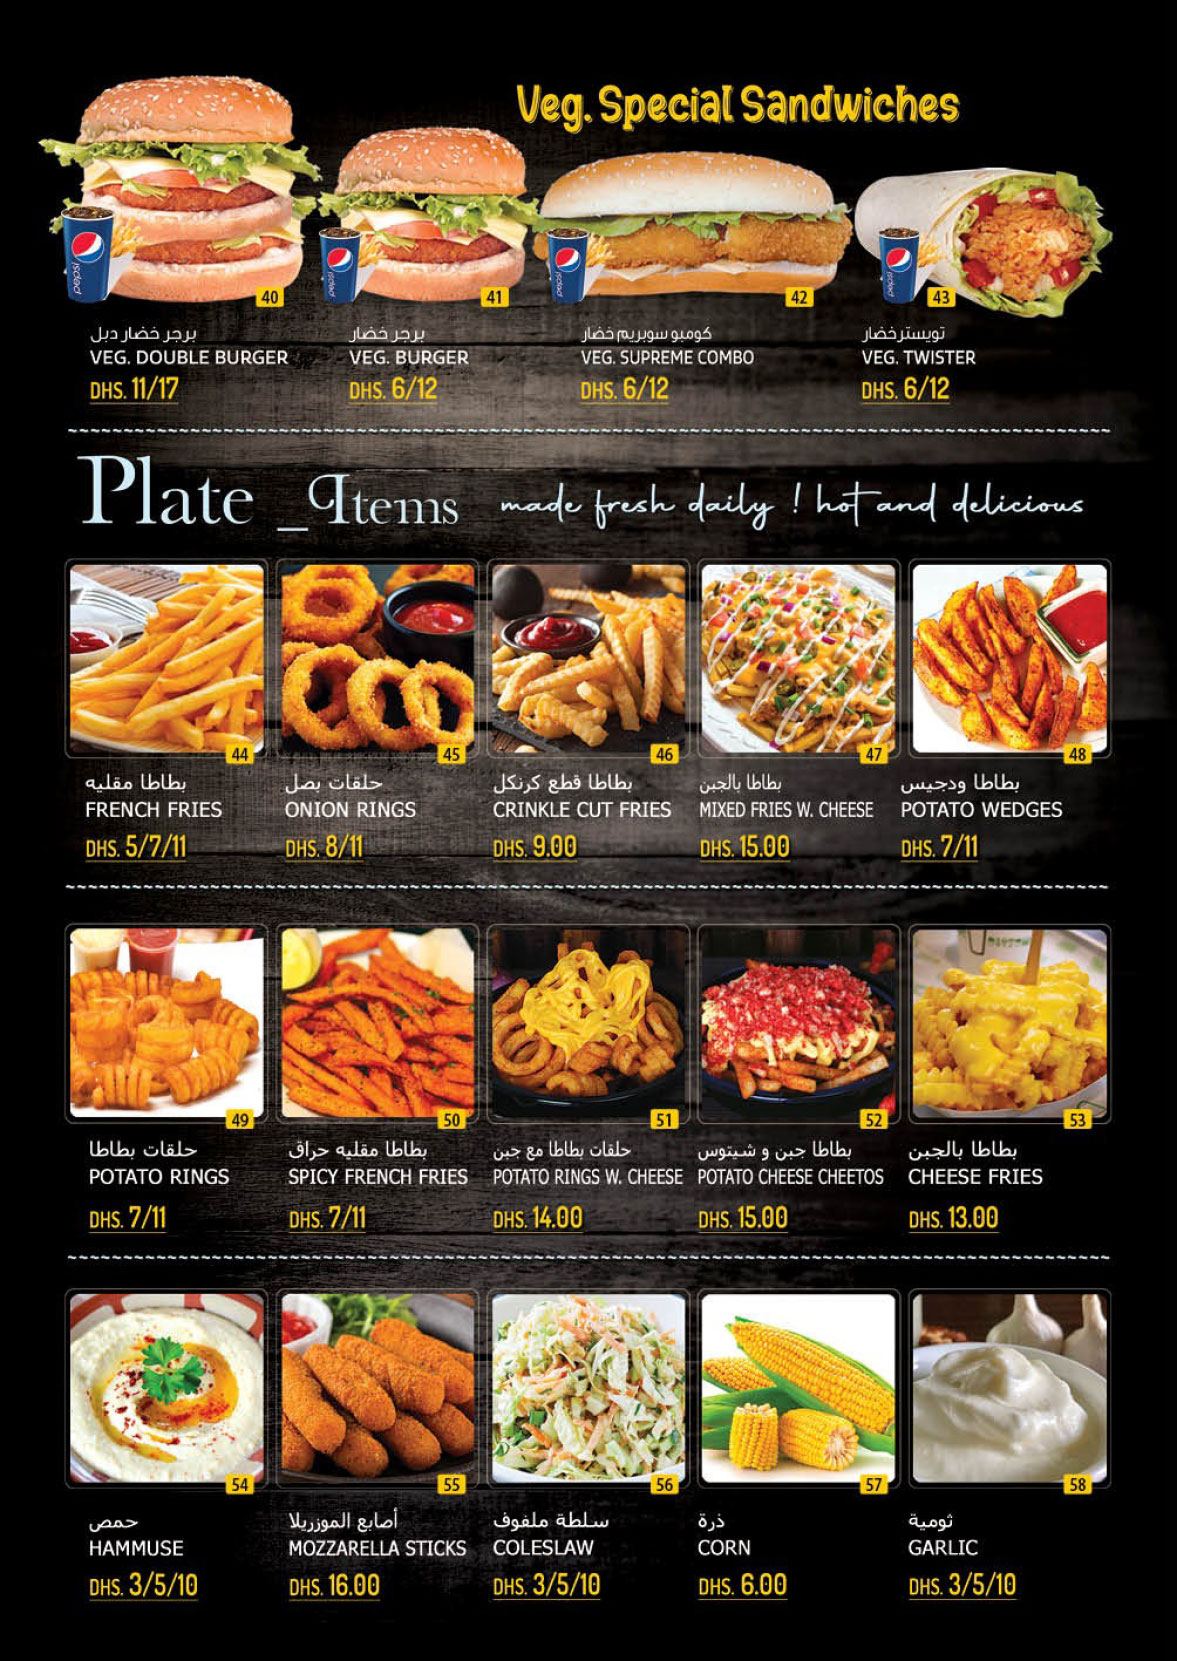 Veg. Special Sandwiches
pepsi
pepsi
pepsi
pepsi
40
41
42
43
برجر خضار دبل
VEG. DOUBLE BURGER
DHS. 11/17
برجر خضار
VEG. BURGER
DHS. 6/12
كومبو سوبريم خضار
VEG. SUPREME COMBO
DHS. 6/12
تويسترخضار
VEG. TWISTER
DHS. 6/12
Plate _Items
made fresh daily ! hot and delicious
44
45
46
47
48
بطاطا مقليه
FRENCH FRIES
DHS. 5/7/11
حلقات بصل
ONION RINGS
DHS. 8/11
بطاطا قطع كرنكل
CRINKLE CUT FRIES
DHS. 9.00
بطاطا بالجبن
MIXED FRIES W. CHEESE
DHS. 15.00
بطاطا ودجيس
POTATO WEDGES
DHS. 7/11
49
50
51
52
53
حلقات بطاطا
POTATO RINGS
DHS. 7/11
بطاطا مقليه حراق
SPICY FRENCH FRIES
DHS. 7/11
حلقات بطاطا مع جبن
POTATO RINGS W. CHEESE
DHS. 14.00
بطاطا جبن و شيتوس
POTATO CHEESE CHEETOS
DHS. 15.00
بطاطا بالجبن
CHEESE FRIES
DHS. 13.00
54
55
56
57
58
حمص
HAMMUSE
DHS. 3/5/10
أصابع الموزريلا
MOZZARELLA STICKS
DHS. 16.00
سلطة ملفوف
COLESLAW
DHS. 3/5/10
ذرة
CORN
DHS. 6.00
ثومية
GARLIC
DHS. 3/5/10